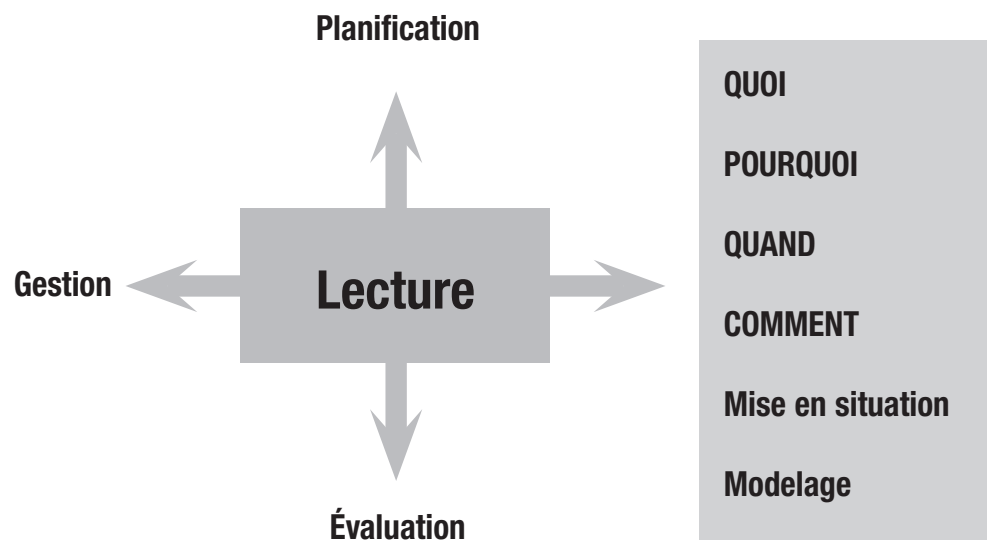 Planification
QUOI
POURQUOI
QUAND
Gestion
Lecture
COMMENT
Mise en situation
Modelage
Évaluation